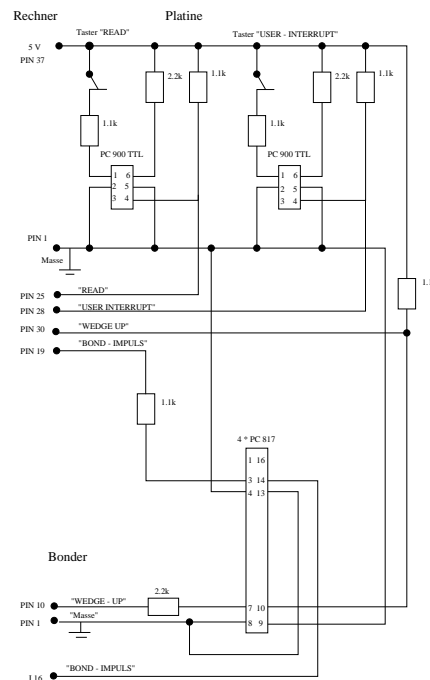 Rechner Platine
Taster "READ" Taster "USER - INTERRUPT"
5 V
PIN 37
2.2k 1.1k 2.2k 1.1k
1.1k 1.1k
PC 900 TTL PC 900 TTL
1 6 1 6
2 5 2 5
3 4 3 4
PIN 1
Masse
PIN 25 "READ"
PIN 28 "USER INTERRUPT"
PIN 30 "WEDGE UP"
PIN 19 "BOND - IMPULS"
1.1k
4 * PC 817
1 16
3 14
4 13
Bonder
2.2k
PIN 10 "WEDGE - UP" 7 10
PIN 1 "Masse" 8 9
"BOND - IMPULS"